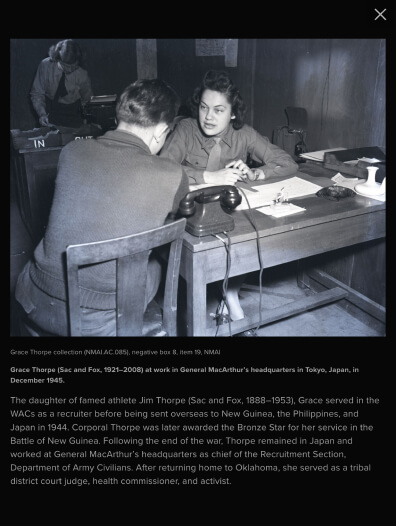 IN
OUT
Grace Thorpe collection (NMAI.AC.085), negative box 8, item 19, NMAI
Grace Thorpe (Sac and Fox, 1921–2008) at work in General MacArthur's headquarters in Tokyo, Japan, in
December 1945.
The daughter of famed athlete Jim Thorpe (Sac and Fox, 1888–1953), Grace served in the
WACs as a recruiter before being sent overseas to New Guinea, the Philippines, and
Japan in 1944. Corporal Thorpe was later awarded the Bronze Star for her service in the
Battle of New Guinea. Following the end of the war, Thorpe remained in Japan and
worked at General MacArthur's headquarters as chief of the Recruitment Section,
Department of Army Civilians. After returning home to Oklahoma, she served as a tribal
district court judge, health commissioner, and activist.